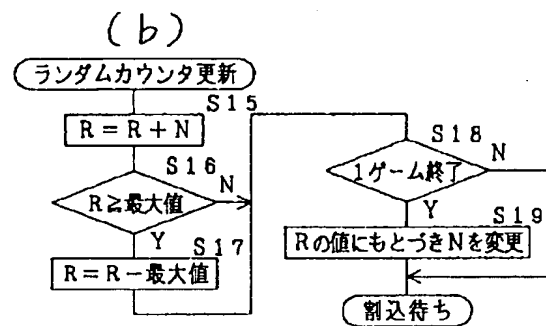 (b)
ランダムカウンタ更新
S15
R=R+N
S16
R≧最大値
N
Y
S17
R=R-最大値
S18
1ゲーム終了
N
Y
S19
Rの値にもとづきNを変更
割込待ち